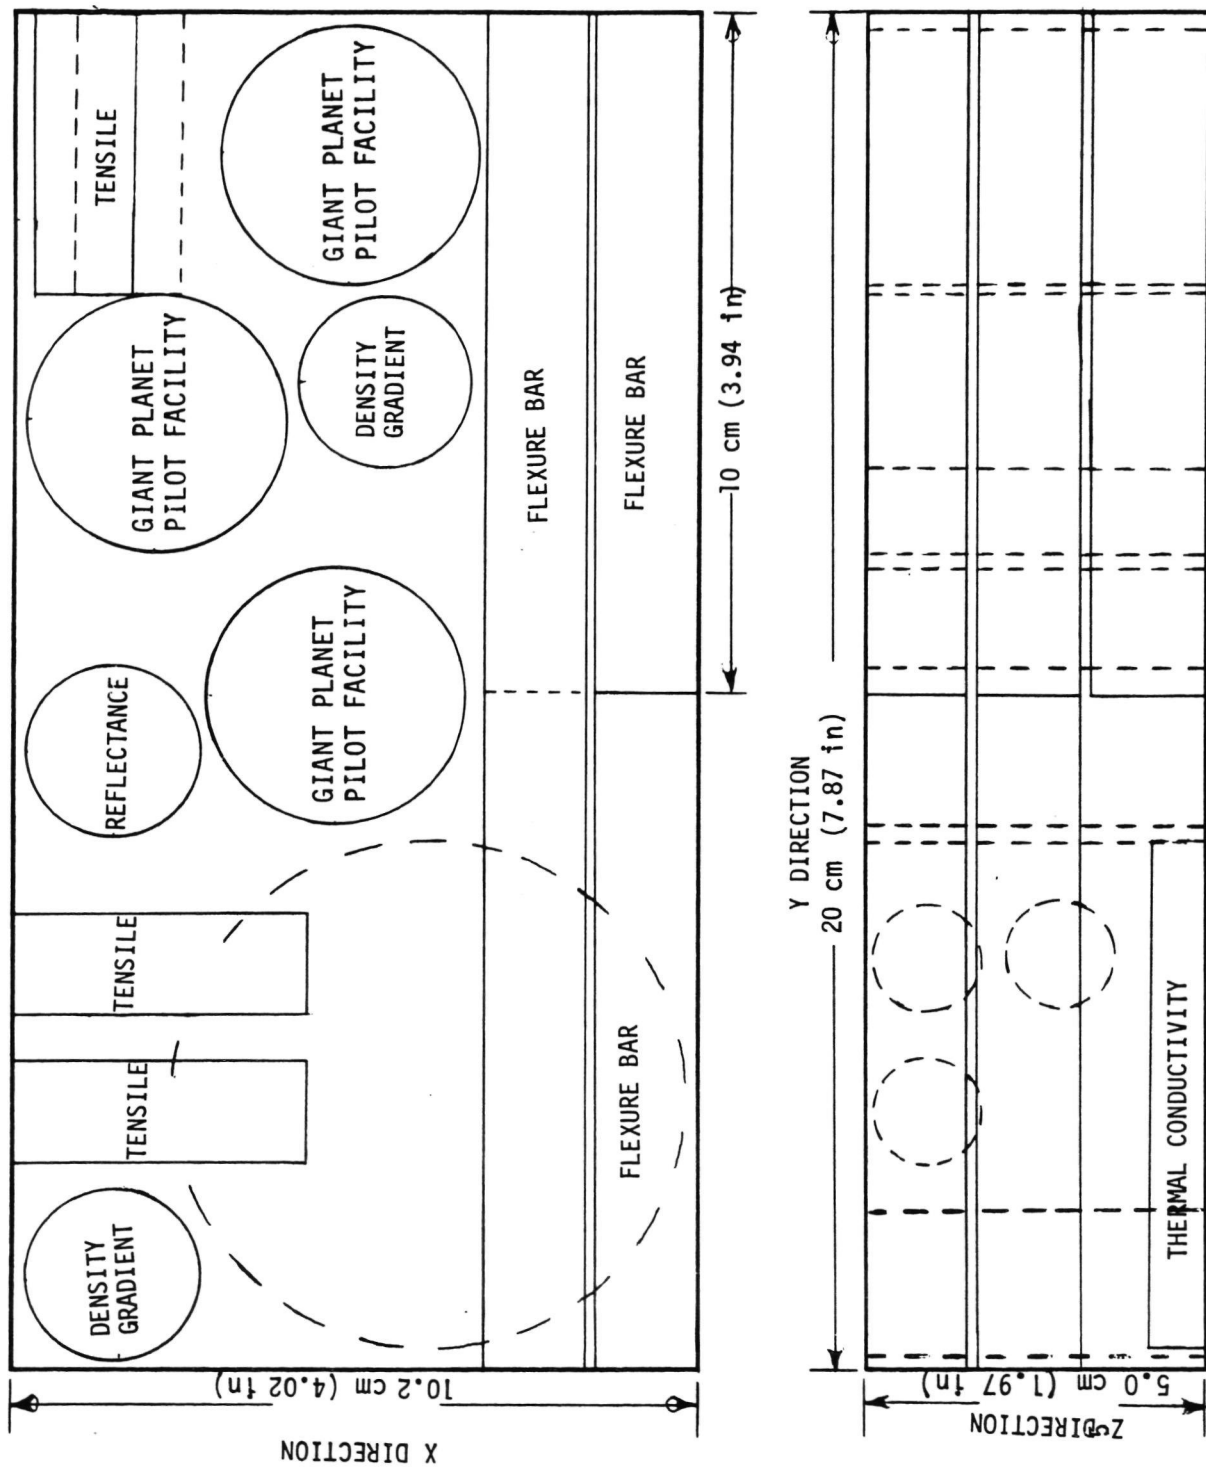 TENSILE
GIANT PLANET
PILOT FACILITY
GIANT PLANET
PILOT FACILITY
DENSITY
GRADIENT
FLEXURE BAR
FLEXURE BAR
10 cm (3.94 in)
REFLECTANCE
GIANT PLANET
PILOT FACILITY
TENSILE
TENSILE
FLEXURE BAR
DENSITY
GRADIENT
10.2 cm (4.02 in)
X DIRECTION
Y DIRECTION
20 cm (7.87 in)
THERMAL CONDUCTIVITY
5.0 cm (1.97 in)
Z DIRECTION